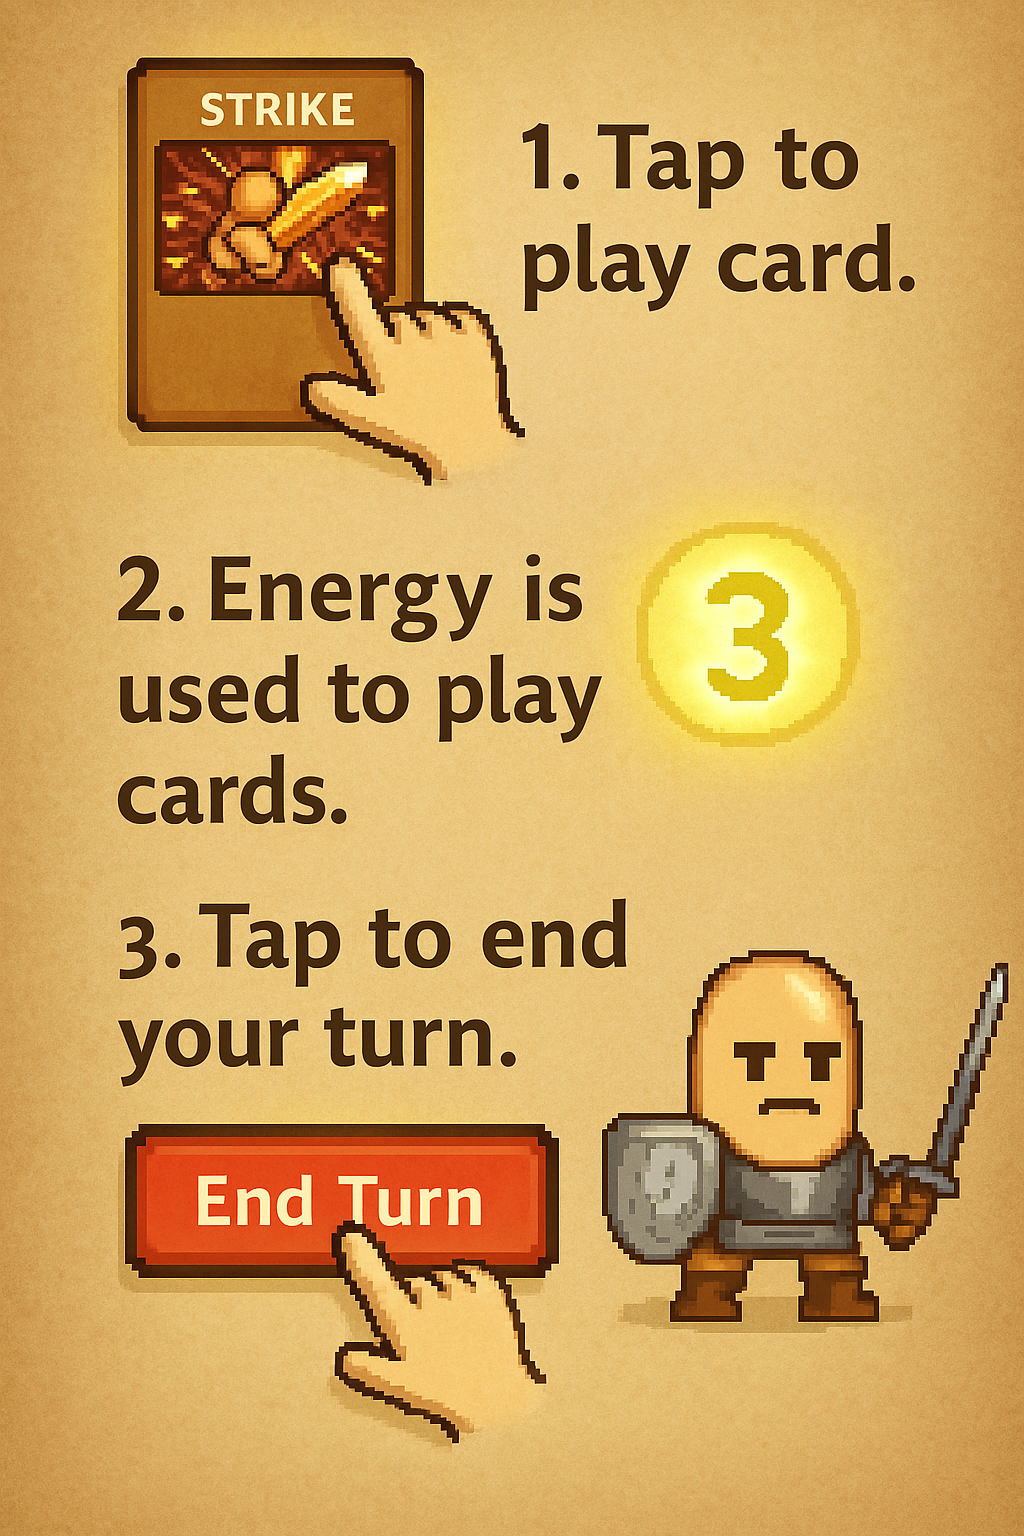 STRIKE
1. Tap to
play card.
2. Energy is
used to play
cards.
3
3. Tap to end
your turn.
End Turn